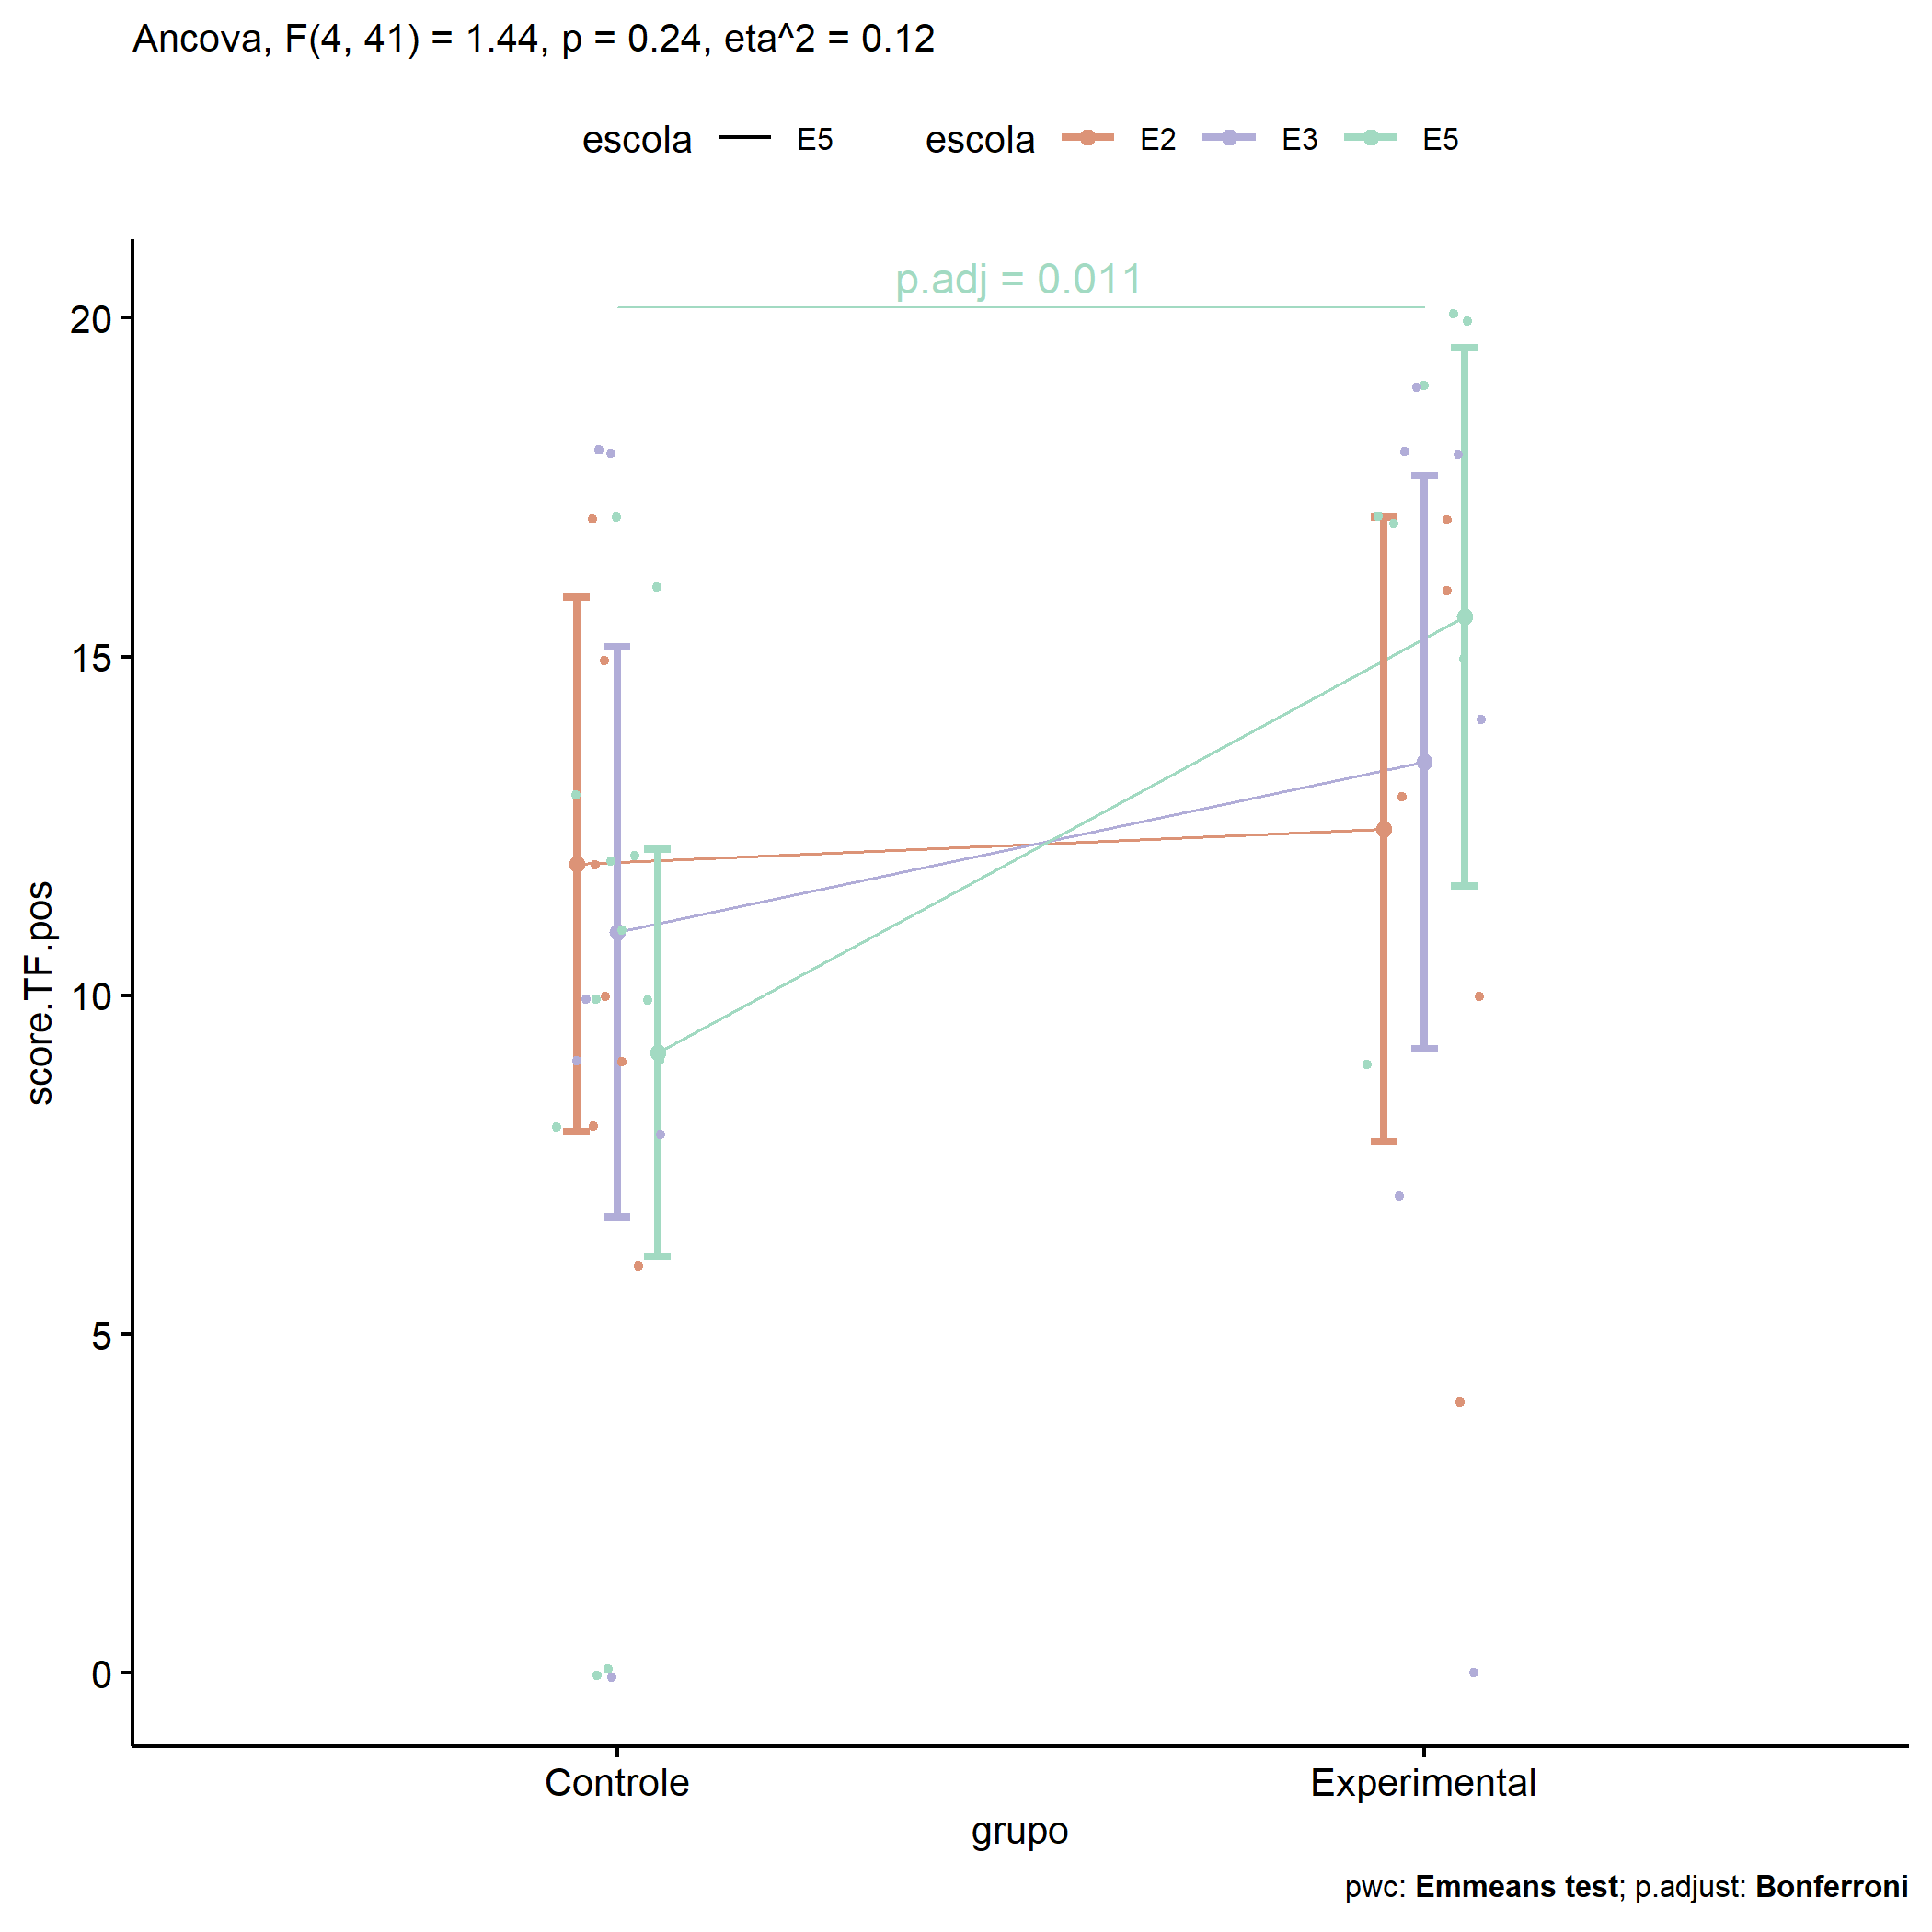 Ancova, F(4, 41) = 1.44, p = 0.24, eta^2 = 0.12
escola E5 escola E2 E3 E5
p.adj = 0.011
20
15
10
5
0
score.TF.pos
Controle Experimental
grupo
pwc: Emmeans test; p.adjust: Bonferroni